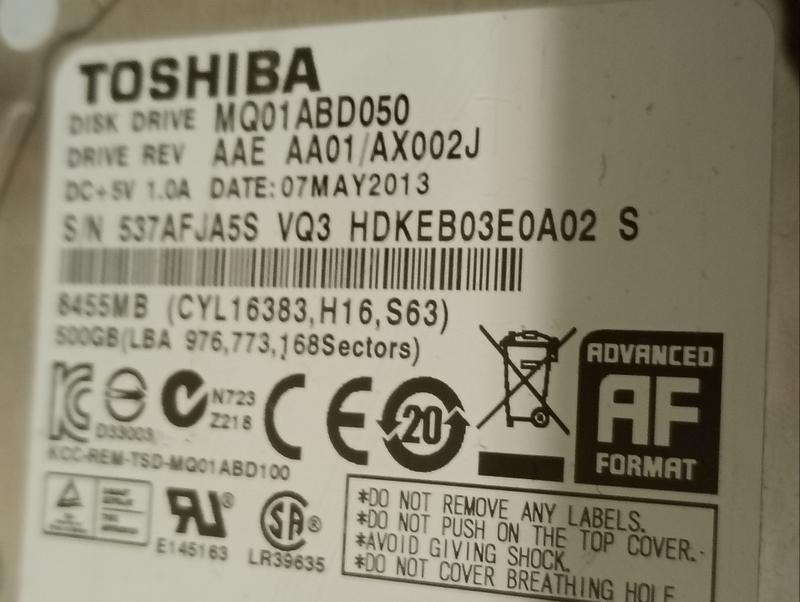 TOSHIBA
DISK DRIVE MQ01ABD050
DRIVE REV AAE AA01/AX002J
DC+5V 1.0A DATE:07MAY2013
S/N 537AFJA5S VQ3 HDKEB03E0A02 S
8455MB (CYL16383,H16,S63)
500GB(LBA 976,773,168Sectors)
D33003
N723
Z218
CE
20
ADVANCED
AF
FORMAT
KCC-REM-TSD-MQ01ABD100
E145163
SA®
LR39635
*DO NOT REMOVE ANY LABELS.
*DO NOT PUSH ON THE TOP COVER.
*AVOID GIVING SHOCK.
*DO NOT COVER BREATHING HOLE